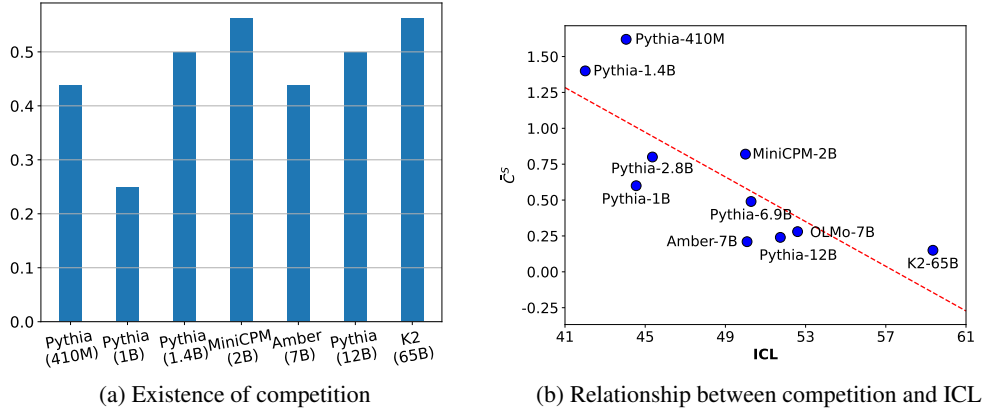 0.5
0.4
0.3
0.2
0.1
0.0
Pythia
(410M)
Pythia
(1B)
Pythia
(1.4B)
MiniCPM
(2B)
Amber
(7B)
Pythia
(12B)
K2
(65B)
(a) Existence of competition
1.50
1.25
1.00
0.75
0.50
0.25
0.00
-0.25
C̄ˢ
Pythia-410M
Pythia-1.4B
MiniCPM-2B
Pythia-2.8B
Pythia-1B
Pythia-6.9B
OLMo-7B
Amber-7B
Pythia-12B
K2-65B
41
45
49
53
57
61
ICL
(b) Relationship between competition and ICL